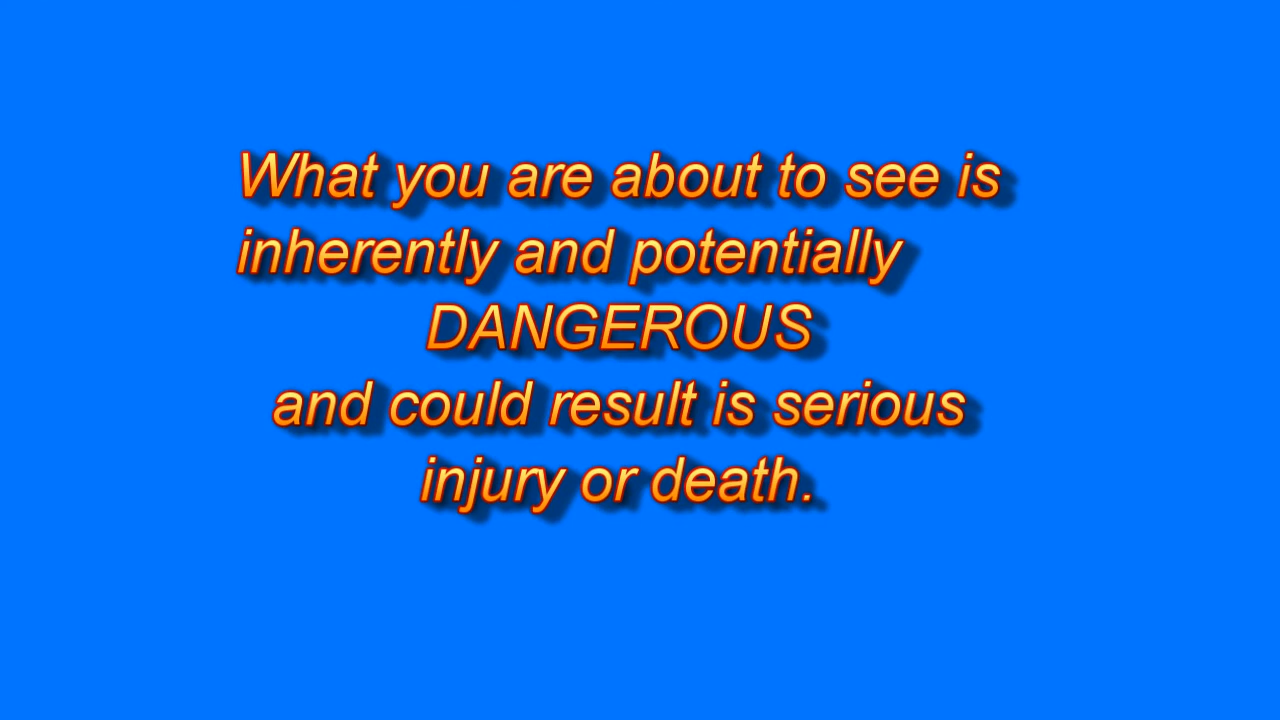 What you are about to see is
inherently and potentially
DANGEROUS
and could result is serious
injury or death.